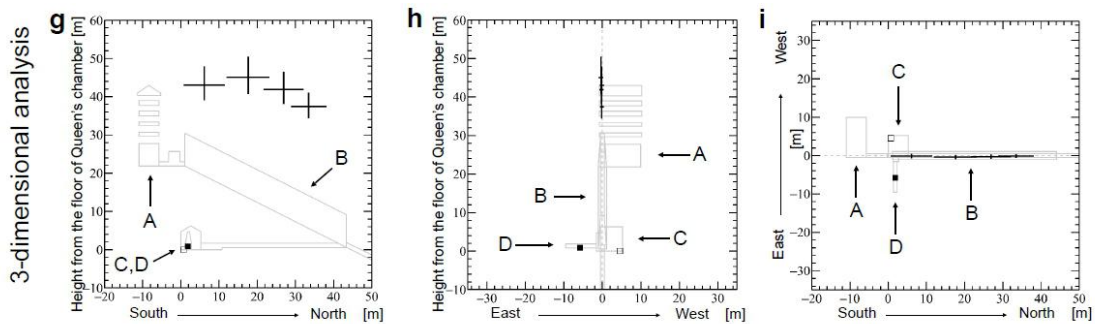 3-dimensional analysis
g
Height from the floor of Queen's chamber [m]
60
50
40
30
20
10
0
−10
A
B
C,D
−20 −10 0 10 20 30 40 50
South North [m]
h
Height from the floor of Queen's chamber [m]
60
50
40
30
20
10
0
−10
A
B
C
D
−30 −20 −10 0 10 20 30
East West [m]
i
West
[m]
East
30
20
10
0
−10
−20
−30
C
A
B
D
−20 −10 0 10 20 30 40 50
South North [m]